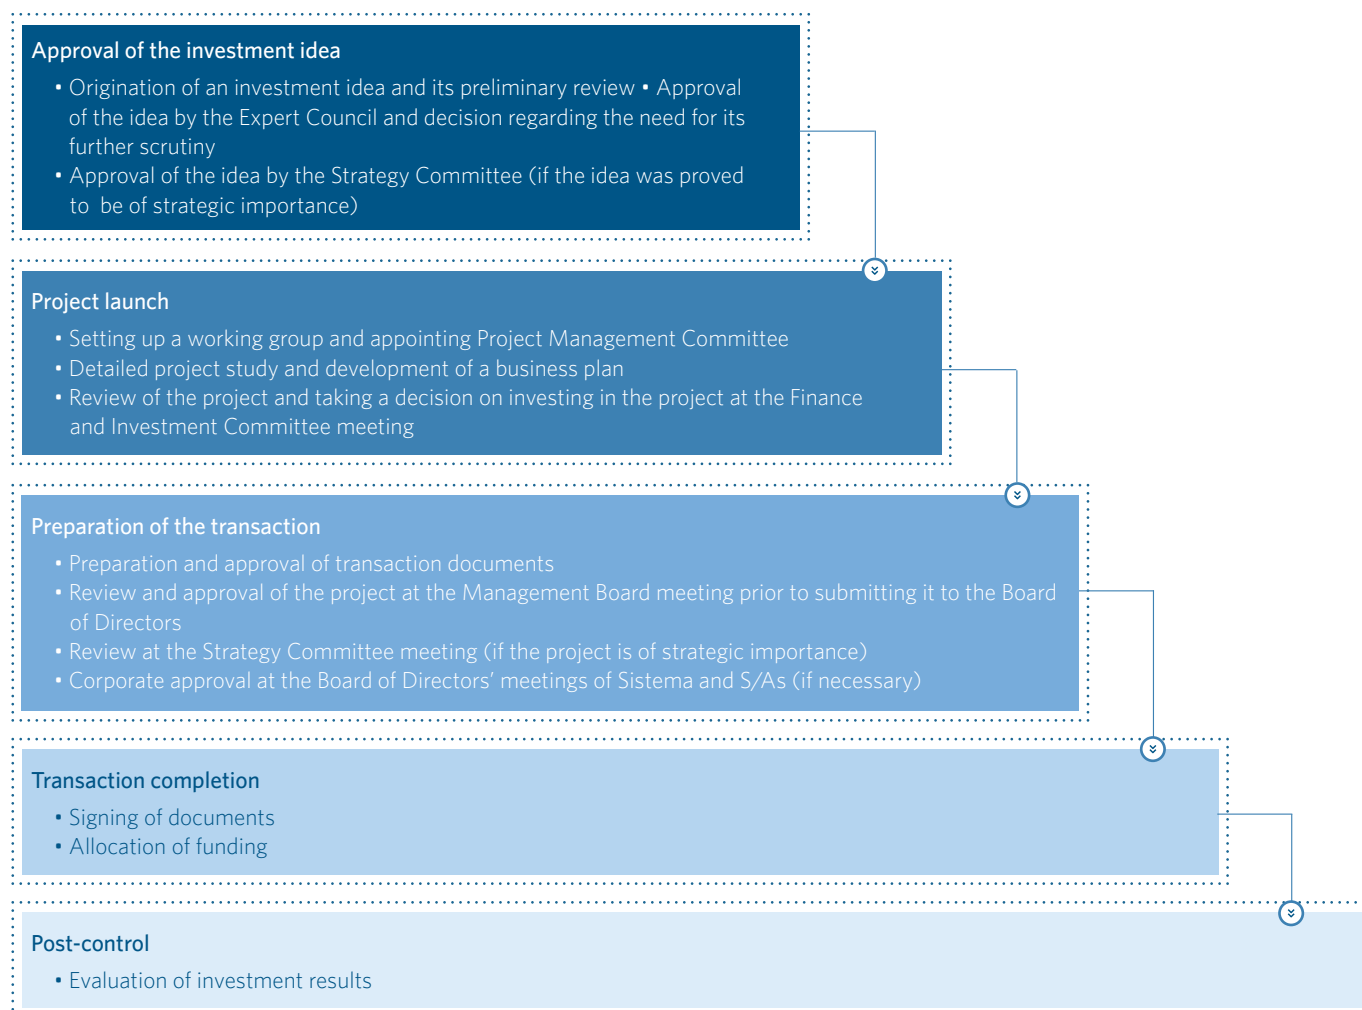 Approval of the investment idea
• Origination of an investment idea and its preliminary review • Approval
of the idea by the Expert Council and decision regarding the need for its
further scrutiny
• Approval of the idea by the Strategy Committee (if the idea was proved
to be of strategic importance)
Project launch
• Setting up a working group and appointing Project Management Committee
• Detailed project study and development of a business plan
• Review of the project and taking a decision on investing in the project at the Finance
and Investment Committee meeting
Preparation of the transaction
• Preparation and approval of transaction documents
• Review and approval of the project at the Management Board meeting prior to submitting it to the Board
of Directors
• Review at the Strategy Committee meeting (if the project is of strategic importance)
• Corporate approval at the Board of Directors’ meetings of Sistema and S/As (if necessary)
Transaction completion
• Signing of documents
• Allocation of funding
Post-control
• Evaluation of investment results